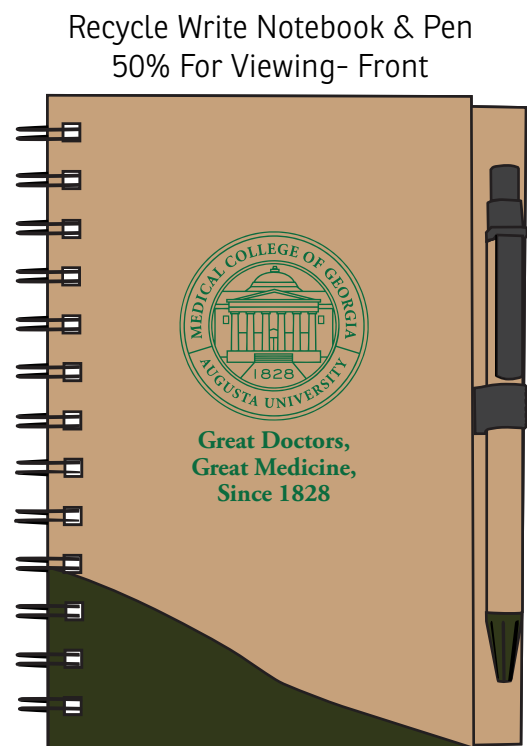 Recycle Write Notebook & Pen
50% For Viewing- Front
MEDICAL COLLEGE OF GEORGIA
1828
AUGUSTA UNIVERSITY
Great Doctors,
Great Medicine,
Since 1828